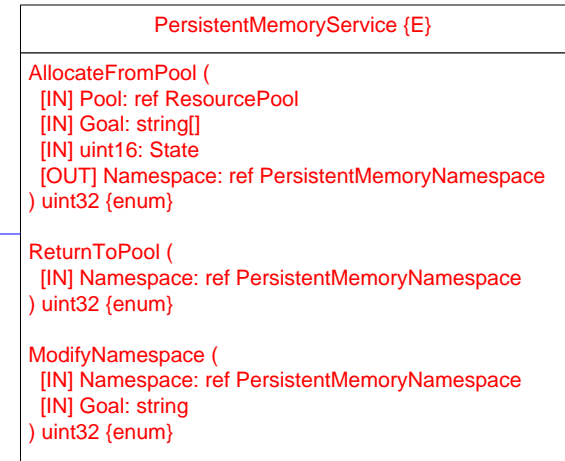 PersistentMemoryService {E}
AllocateFromPool (
[IN] Pool: ref ResourcePool
[IN] Goal: string[]
[IN] uint16: State
[OUT] Namespace: ref PersistentMemoryNamespace
) uint32 {enum}
ReturnToPool (
[IN] Namespace: ref PersistentMemoryNamespace
) uint32 {enum}
ModifyNamespace (
[IN] Namespace: ref PersistentMemoryNamespace
[IN] Goal: string
) uint32 {enum}